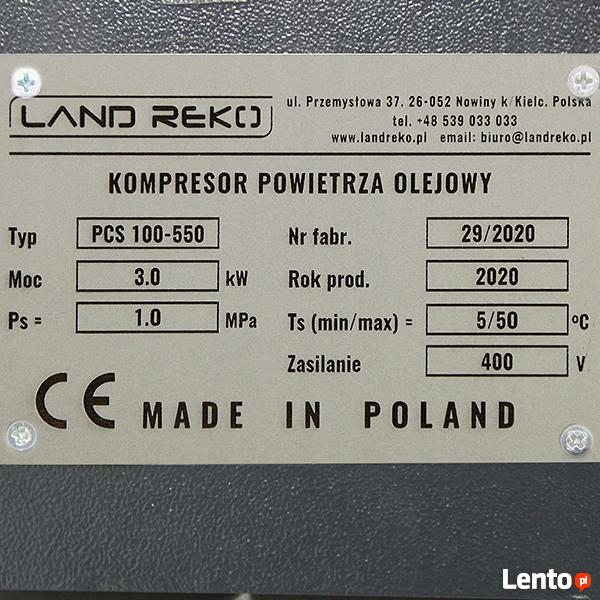 LAND REKO
ul. Przemysłowa 37. 26-052 Nowiny k/Kielc. Polska
tel. +48 539 033 033
www.landreko.pl email: biuro@landreko.pl
KOMPRESOR POWIETRZA OLEJOWY
Typ PCS 100-550 Nr fabr. 29/2020
Moc 3.0 kW Rok prod. 2020
Ps = 1.0 MPa Ts (min/max) = 5/50 ºC
Zasilanie 400 V
CE MADE IN POLAND
Lento.pl